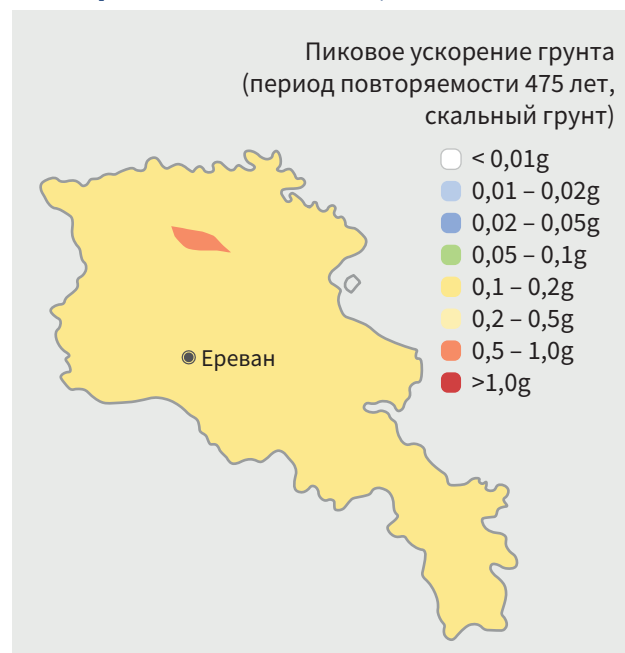 Пиковое ускорение грунта
(период повторяемости 475 лет,
скальный грунт)
< 0,01g
0,01 – 0,02g
0,02 – 0,05g
0,05 – 0,1g
0,1 – 0,2g
0,2 – 0,5g
0,5 – 1,0g
>1,0g
Ереван